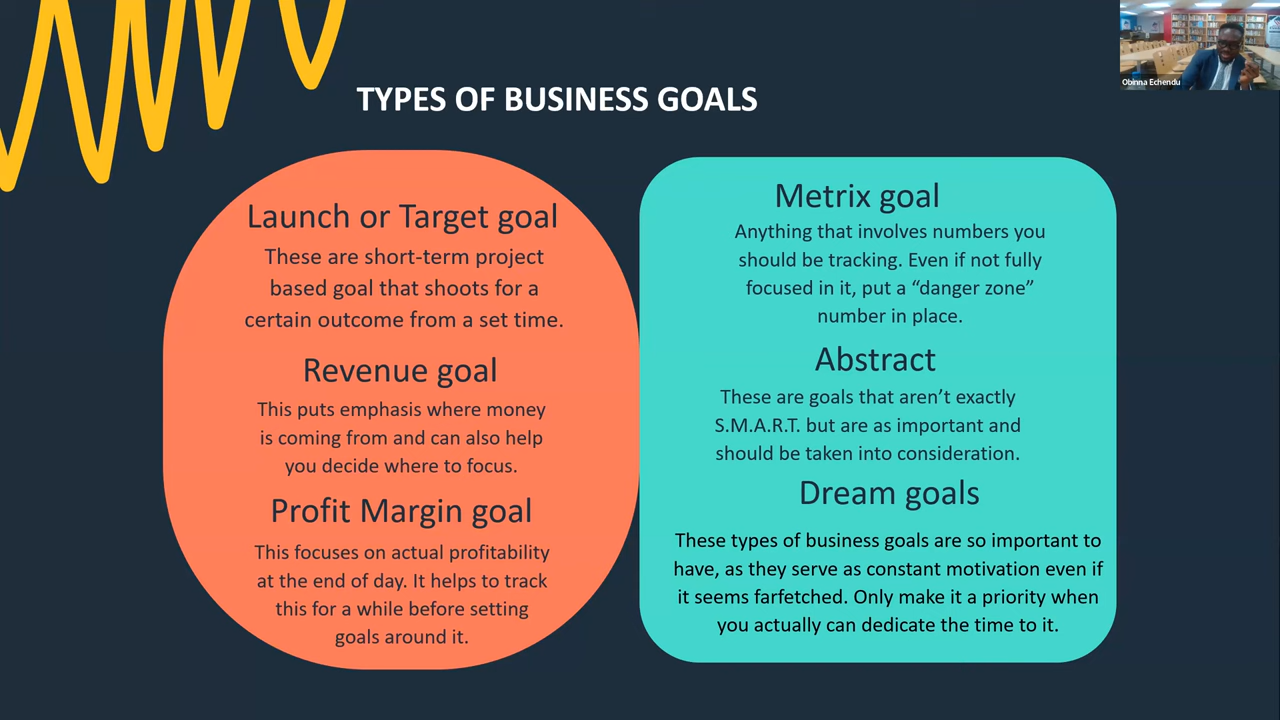 TYPES OF BUSINESS GOALS
Launch or Target goal
These are short-term project
based goal that shoots for a
certain outcome from a set time.
Revenue goal
This puts emphasis where money
is coming from and can also help
you decide where to focus.
Profit Margin goal
This focuses on actual profitability
at the end of day. It helps to track
this for a while before setting
goals around it.
Metrix goal
Anything that involves numbers you
should be tracking. Even if not fully
focused in it, put a “danger zone”
number in place.
Abstract
These are goals that aren’t exactly
S.M.A.R.T. but are as important and
should be taken into consideration.
Dream goals
These types of business goals are so important to
have, as they serve as constant motivation even if
it seems farfetched. Only make it a priority when
you actually can dedicate the time to it.
Obinna Echendu